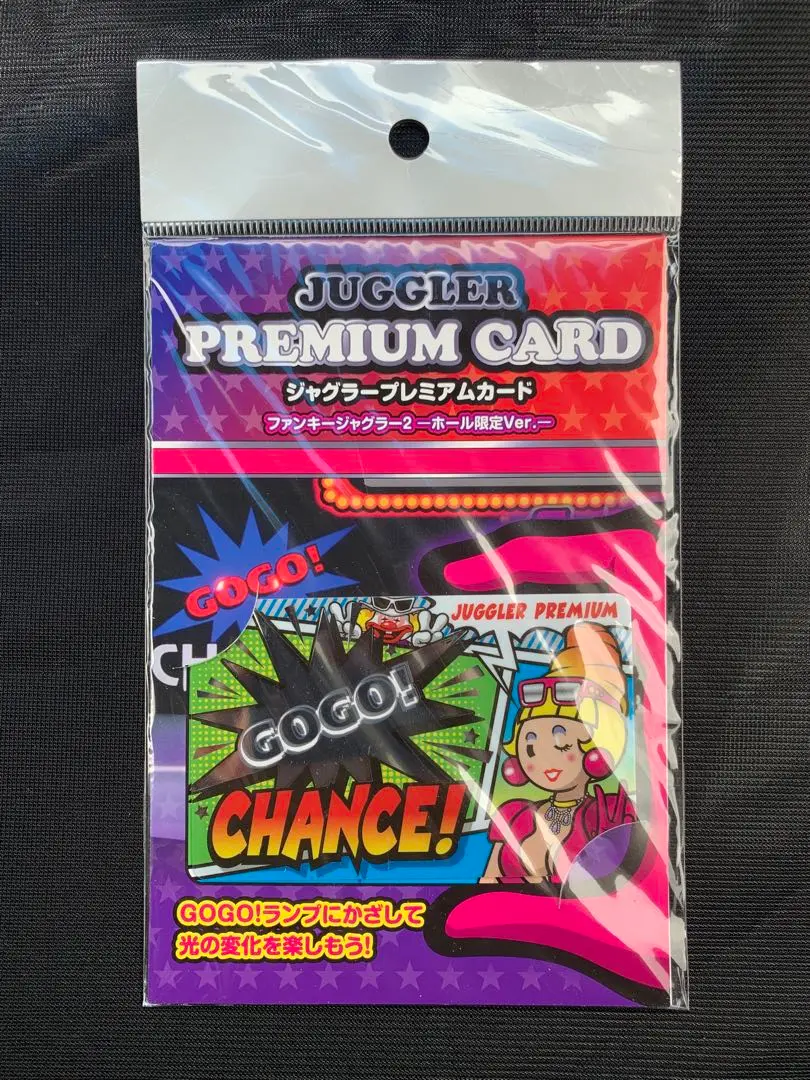 JUGGLER
PREMIUM CARD
ジャグラープレミアムカード
ファンキージャグラー2 ーホール限定Ver.ー
GOGO!
CH
JUGGLER PREMIUM
GOGO!
CHANCE!
GOGO!ランプにかざして
光の変化を楽しもう!